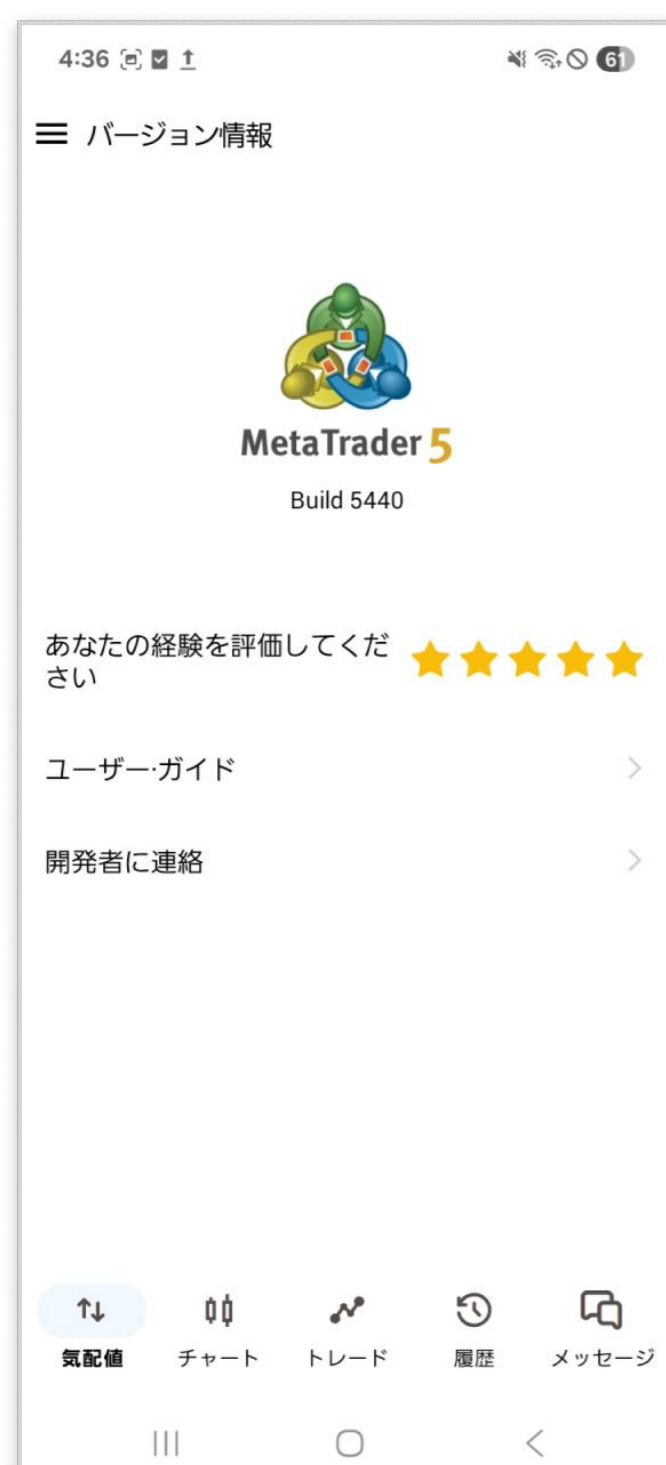 4:36
61
バージョン情報
MetaTrader 5
Build 5440
あなたの経験を評価してくだ
さい
ユーザー·ガイド
開発者に連絡
気配値 チャート トレード 履歴 メッセージ